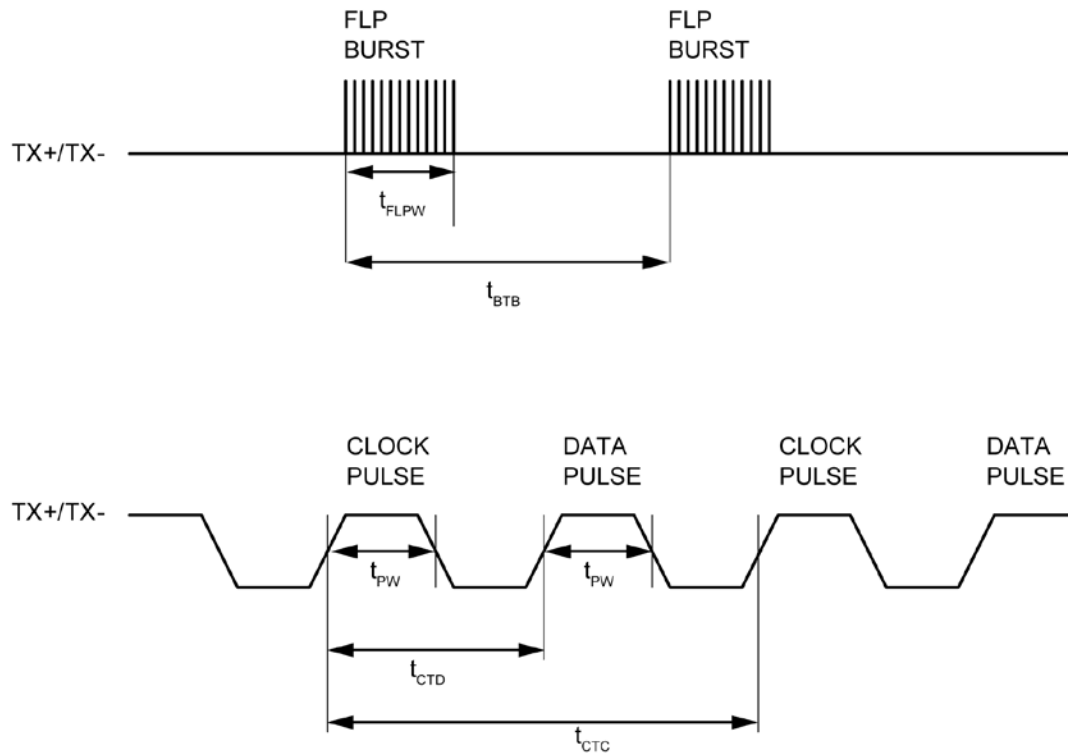 FLP
BURST
FLP
BURST
TX+/TX-
tFLPW
tBTB
CLOCK
PULSE
DATA
PULSE
CLOCK
PULSE
DATA
PULSE
TX+/TX-
tPW
tPW
tCTD
tCTC